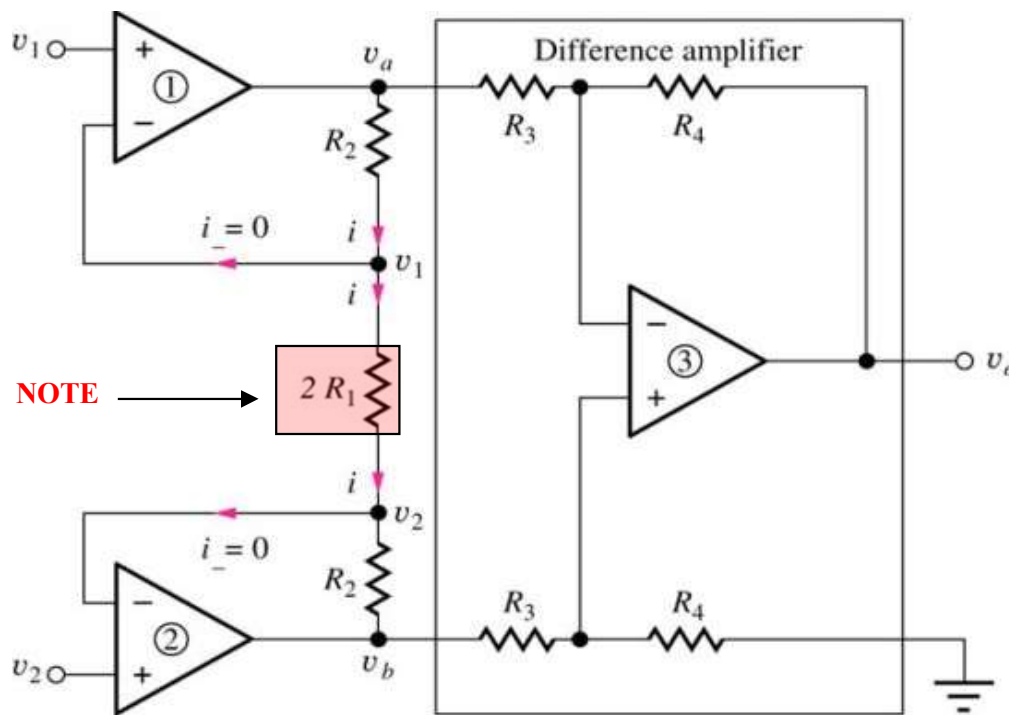 Difference amplifier
v1
+
1
−
va
R3
R4
R2
i_ = 0
i
v1
i
NOTE
2 R1
−
3
+
i
v2
i_ = 0
R2
R3
R4
−
2
+
v2
vb